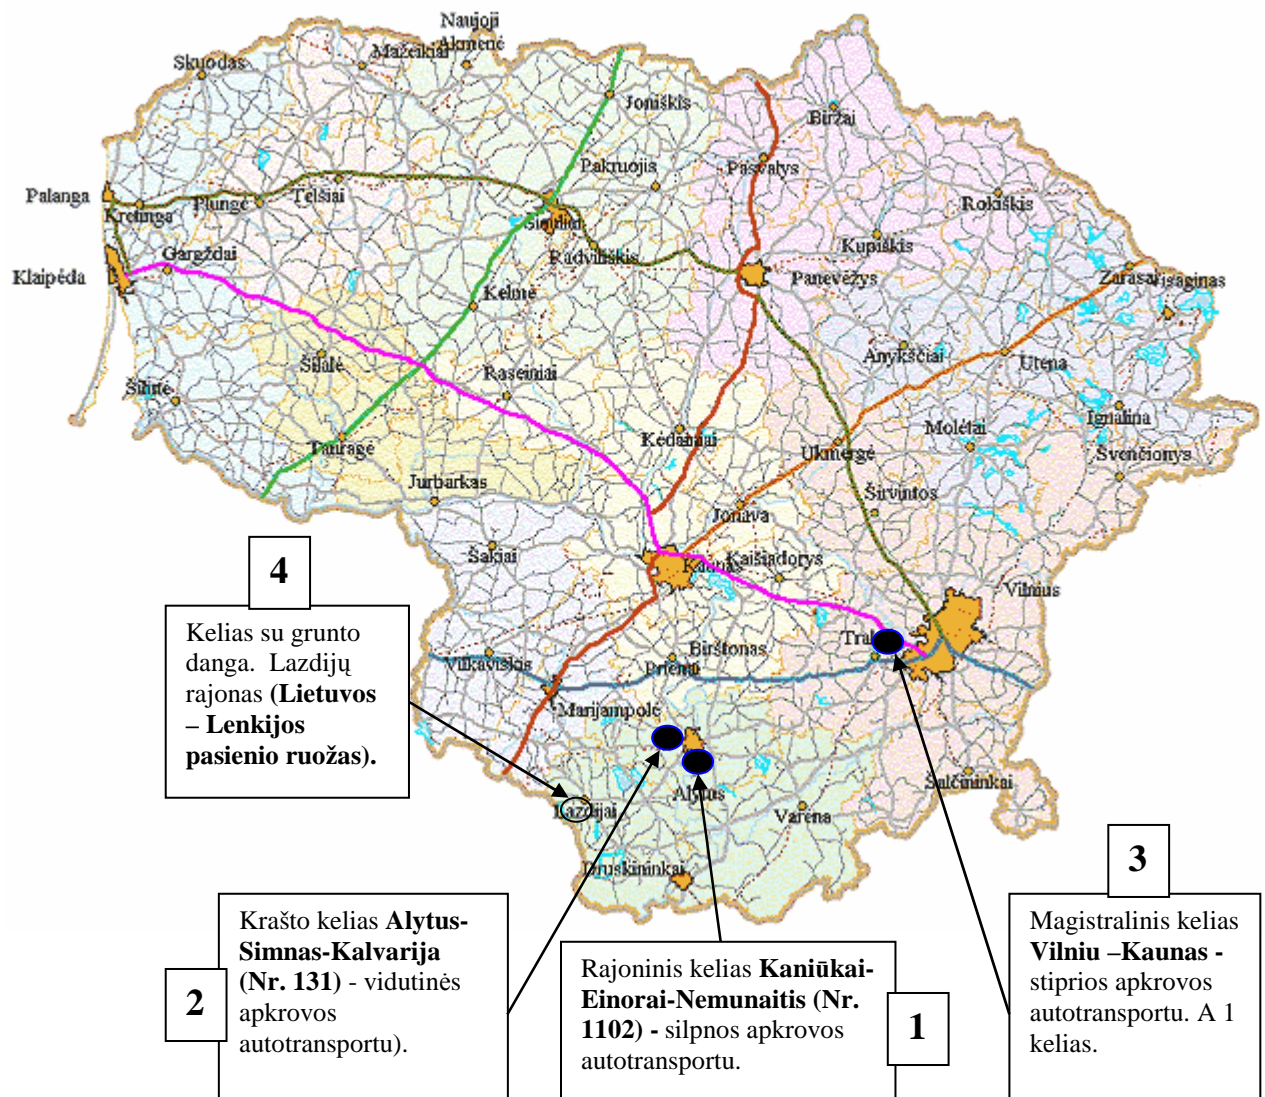 Naujoji
Akmenė
Mažeikiai
Skuodas
Joniškis
Biržai
Pakruojis
Pasvalys
Palanga
Kretinga
Plungė
Telšiai
Rokiškis
Šiauliai
Kupiškis
Radviliškis
Gargždai
Klaipėda
Panevėžys
Zarasai
Visaginas
Kelmė
Anykščiai
Utena
Šilalė
Raseiniai
Šilutė
Ignalina
Kėdainiai
Molėtai
Tauragė
Ukmergė
Švenčionys
Jurbarkas
Širvintos
Jonava
Šakiai
Kaunas
Kaišiadorys
Vilnius
4
Kelias su grunto
danga. Lazdijų
rajonas (Lietuvos
– Lenkijos
pasienio ruožas).
Birštonas
Vilkaviškis
Prienai
Marijampolė
Alytus
Šalčininkai
Lazdijai
Varėna
Druskininkai
3
Magistralinis kelias
Vilniu –Kaunas -
stiprios apkrovos
autotransportu. A 1
kelias.
2
Krašto kelias Alytus-
Simnas-Kalvarija
(Nr. 131) - vidutinės
apkrovos
autotransportu).
Rajoninis kelias Kaniūkai-
Einorai-Nemunaitis (Nr.
1102) - silpnos apkrovos
autotransportu.
1